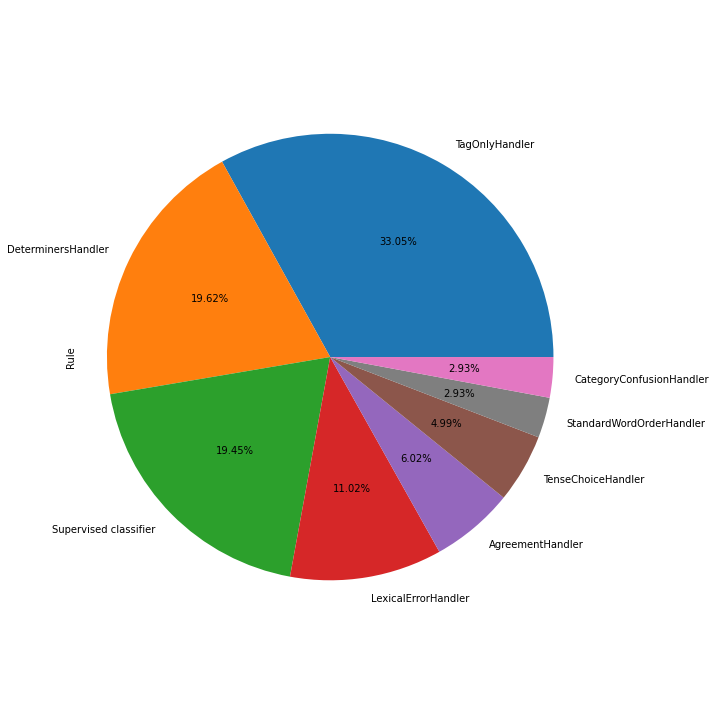 TagOnlyHandler
33.05%
DeterminersHandler
19.62%
Rule
Supervised classifier
19.45%
LexicalErrorHandler
11.02%
AgreementHandler
6.02%
TenseChoiceHandler
4.99%
StandardWordOrderHandler
2.93%
CategoryConfusionHandler
2.93%